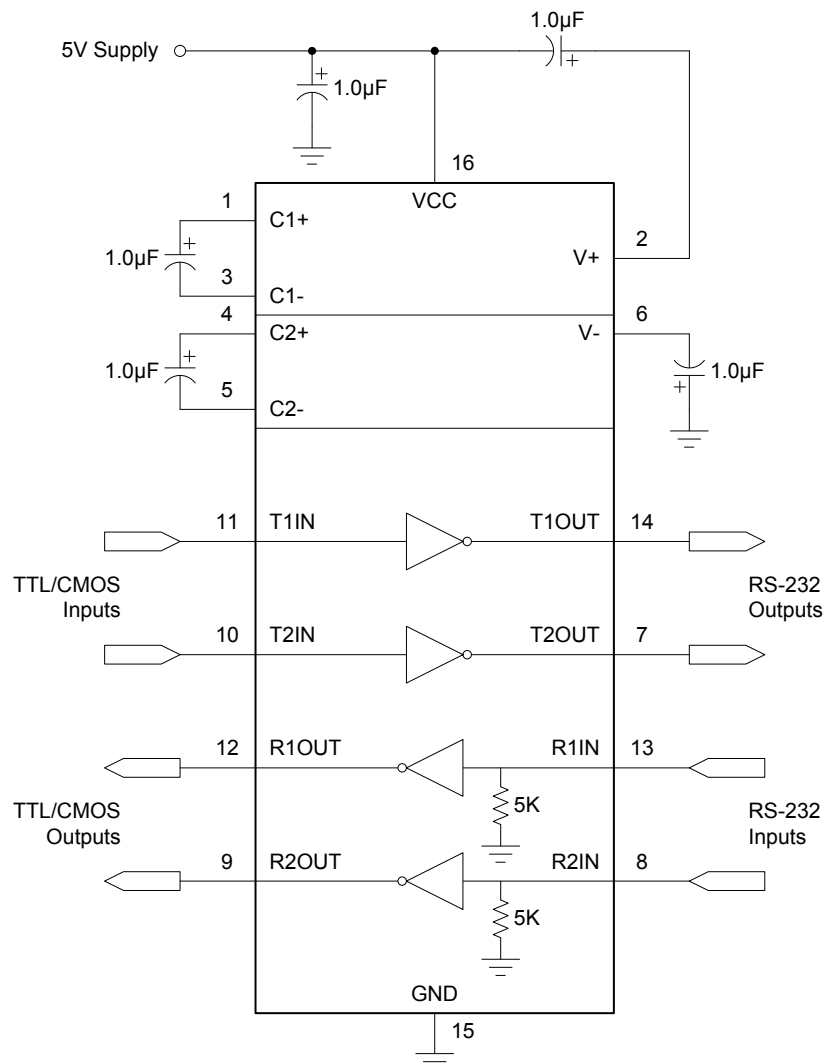 1.0µF
+
5V Supply
+
1.0µF
16
VCC
1
C1+
2
V+
+
1.0µF
3
C1-
4
C2+
6
V-
+
1.0µF
+
1.0µF
5
C2-
11
T1IN
T1OUT
14
TTL/CMOS
Inputs
RS-232
Outputs
10
T2IN
T2OUT
7
12
R1OUT
R1IN
13
5K
TTL/CMOS
Outputs
RS-232
Inputs
9
R2OUT
R2IN
8
5K
GND
15